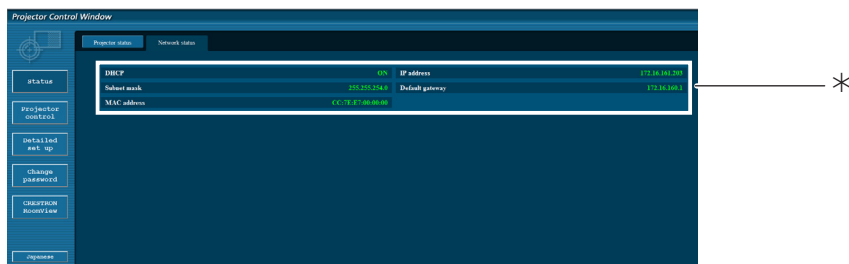 Projector Control Window
Projector status
Network status
Status
Projector control
Detailed set up
Change password
CRESTRON RoomView
Japanese
DHCP ON IP address 172.16.161.203
Subnet mask 255.255.254.0 Default gateway 172.16.160.1
MAC address CC:7E:E7:00:00:00
*